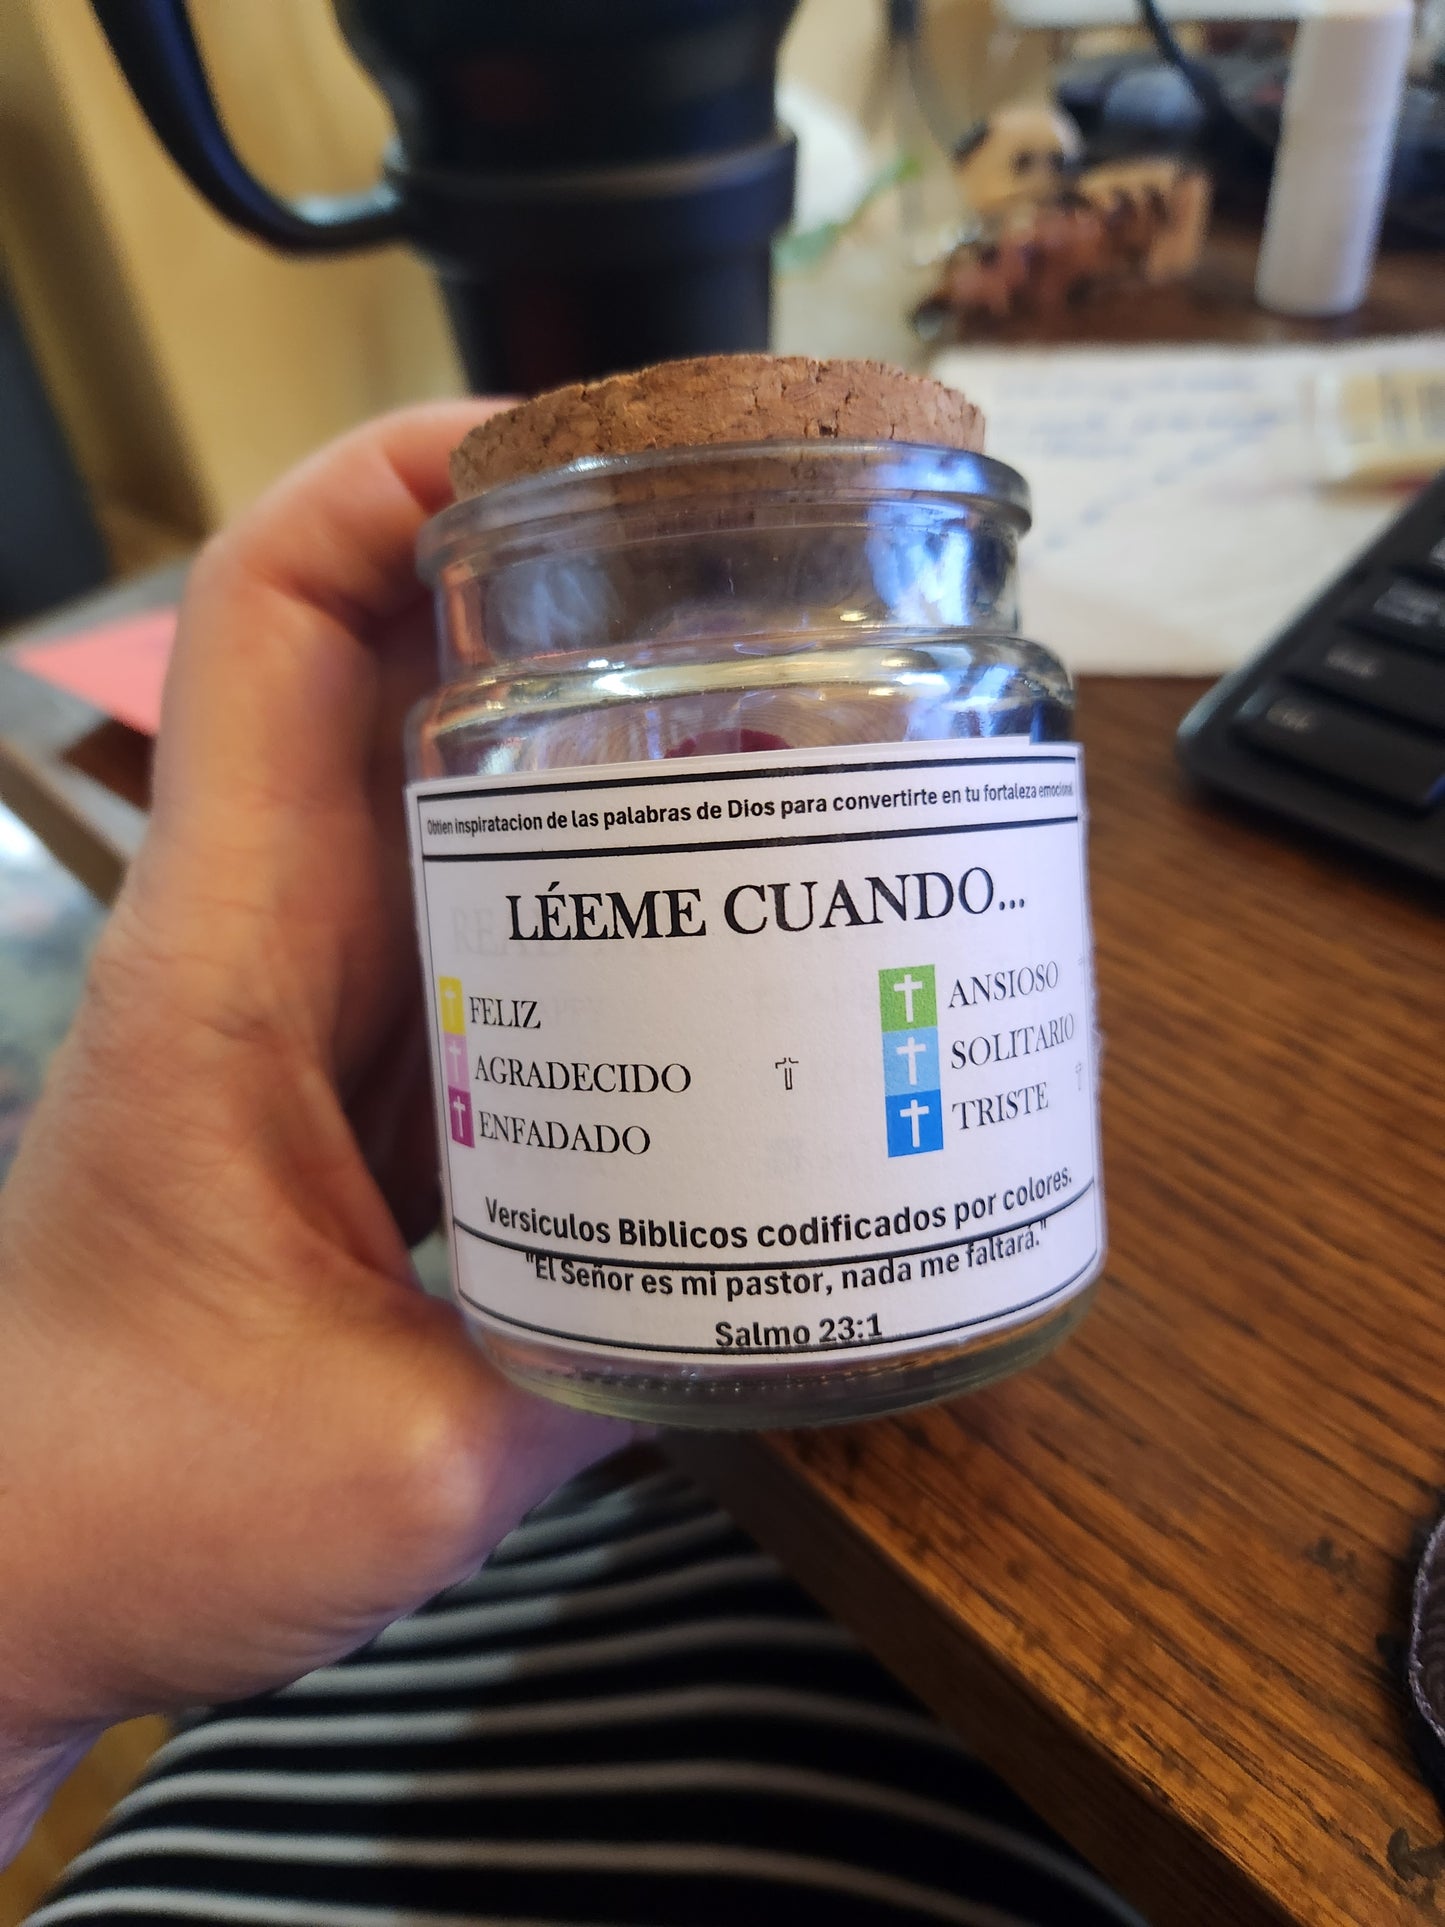 Obtien inspiratacion de las palabras de Dios para convertirte en tu fortaleza emocional
LÉEME CUANDO...
FELIZ
AGRADECIDO
ENFADADO
ANSIOSO
SOLITARIO
TRISTE
Versiculos Biblicos codificados por colores.
"El Señor es mi pastor, nada me faltará."
Salmo 23:1